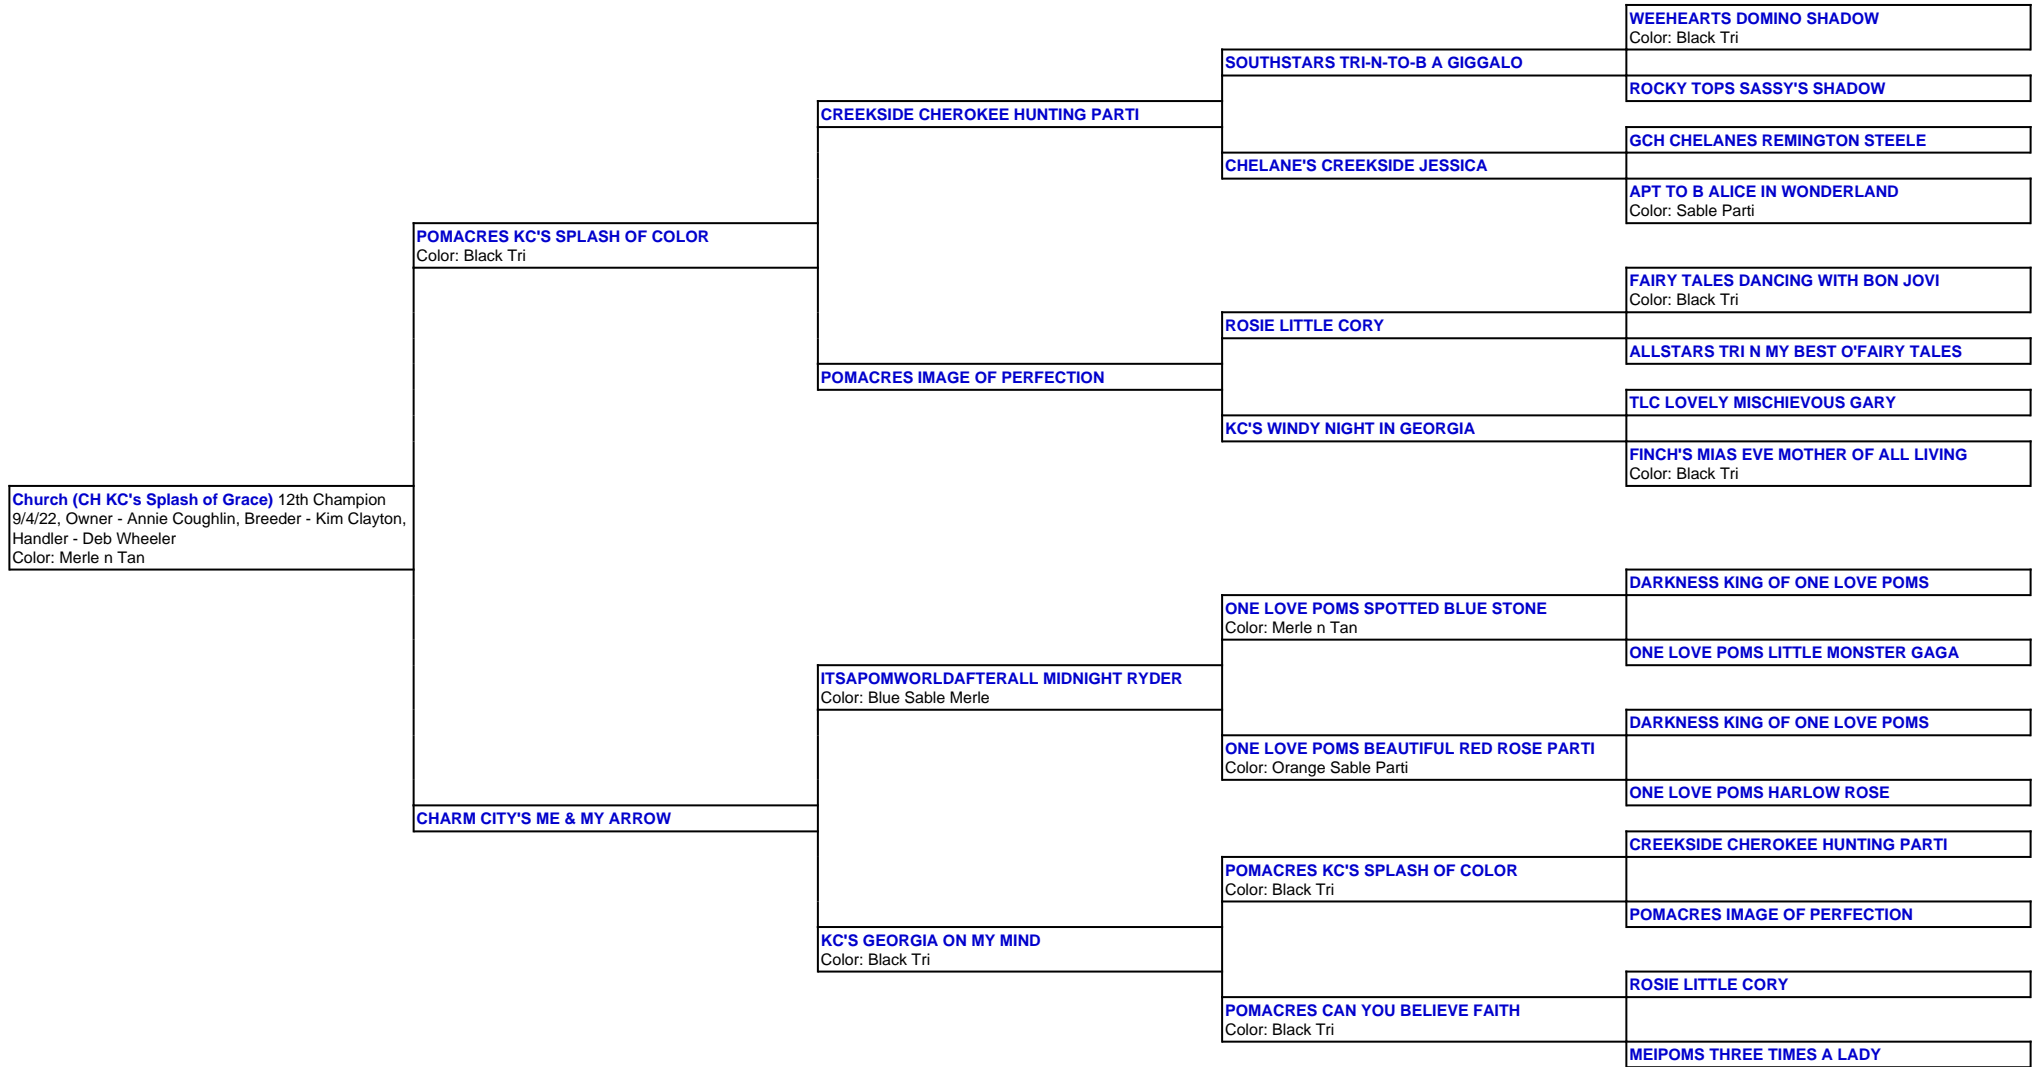 WEEHEARTS DOMINO SHADOW
Color: Black Tri
SOUTHSTARS TRI-N-TO-B A GIGGALO
ROCKY TOPS SASSY'S SHADOW
CREEKSIDE CHEROKEE HUNTING PARTI
GCH CHELANES REMINGTON STEELE
CHELANE'S CREEKSIDE JESSICA
APT TO B ALICE IN WONDERLAND
Color: Sable Parti
POMACRES KC'S SPLASH OF COLOR
Color: Black Tri
FAIRY TALES DANCING WITH BON JOVI
Color: Black Tri
ROSIE LITTLE CORY
ALLSTARS TRI N MY BEST O'FAIRY TALES
POMACRES IMAGE OF PERFECTION
TLC LOVELY MISCHIEVOUS GARY
KC'S WINDY NIGHT IN GEORGIA
FINCH'S MIAS EVE MOTHER OF ALL LIVING
Color: Black Tri
Church (CH KC's Splash of Grace) 12th Champion
9/4/22, Owner - Annie Coughlin, Breeder - Kim Clayton,
Handler - Deb Wheeler
Color: Merle n Tan
DARKNESS KING OF ONE LOVE POMS
ONE LOVE POMS SPOTTED BLUE STONE
Color: Merle n Tan
ONE LOVE POMS LITTLE MONSTER GAGA
ITSAPOMWORLDAFTERALL MIDNIGHT RYDER
Color: Blue Sable Merle
DARKNESS KING OF ONE LOVE POMS
ONE LOVE POMS BEAUTIFUL RED ROSE PARTI
Color: Orange Sable Parti
ONE LOVE POMS HARLOW ROSE
CHARM CITY'S ME & MY ARROW
CREEKSIDE CHEROKEE HUNTING PARTI
POMACRES KC'S SPLASH OF COLOR
Color: Black Tri
POMACRES IMAGE OF PERFECTION
KC'S GEORGIA ON MY MIND
Color: Black Tri
ROSIE LITTLE CORY
POMACRES CAN YOU BELIEVE FAITH
Color: Black Tri
MEIPOMS THREE TIMES A LADY